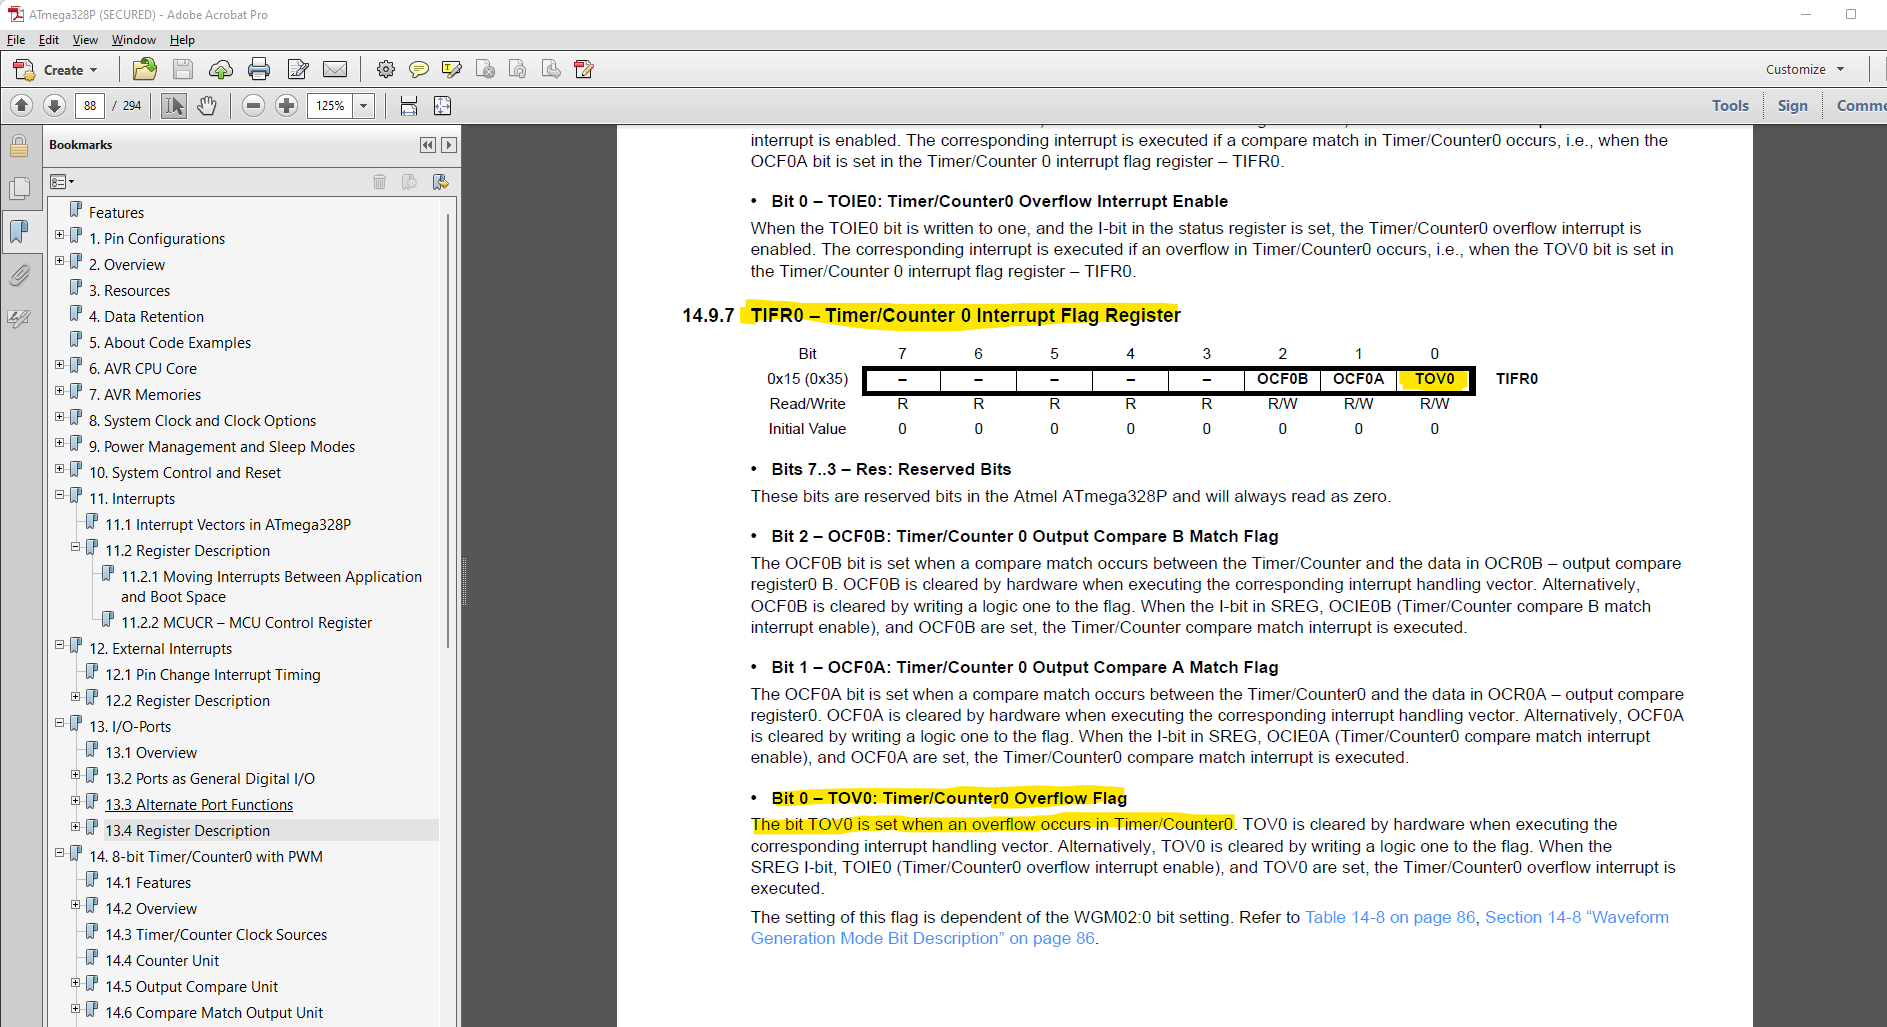 ATmega328P (SECURED) - Adobe Acrobat Pro
File Edit View Window Help
Create
Customize
88 / 294
125%
Tools Sign Comme
Bookmarks
Features
1. Pin Configurations
2. Overview
3. Resources
4. Data Retention
5. About Code Examples
6. AVR CPU Core
7. AVR Memories
8. System Clock and Clock Options
9. Power Management and Sleep Modes
10. System Control and Reset
11. Interrupts
11.1 Interrupt Vectors in ATmega328P
11.2 Register Description
11.2.1 Moving Interrupts Between Application
and Boot Space
11.2.2 MCUCR – MCU Control Register
12. External Interrupts
12.1 Pin Change Interrupt Timing
12.2 Register Description
13. I/O-Ports
13.1 Overview
13.2 Ports as General Digital I/O
13.3 Alternate Port Functions
13.4 Register Description
14. 8-bit Timer/Counter0 with PWM
14.1 Features
14.2 Overview
14.3 Timer/Counter Clock Sources
14.4 Counter Unit
14.5 Output Compare Unit
14.6 Compare Match Output Unit
interrupt is enabled. The corresponding interrupt is executed if a compare match in Timer/Counter0 occurs, i.e., when the
OCF0A bit is set in the Timer/Counter 0 interrupt flag register – TIFR0.
• Bit 0 – TOIE0: Timer/Counter0 Overflow Interrupt Enable
When the TOIE0 bit is written to one, and the I-bit in the status register is set, the Timer/Counter0 overflow interrupt is
enabled. The corresponding interrupt is executed if an overflow in Timer/Counter0 occurs, i.e., when the TOV0 bit is set in
the Timer/Counter 0 interrupt flag register – TIFR0.
14.9.7 TIFR0 – Timer/Counter 0 Interrupt Flag Register
Bit 7 6 5 4 3 2 1 0
0x15 (0x35) – – – – – OCF0B OCF0A TOV0 TIFR0
Read/Write R R R R R R/W R/W R/W
Initial Value 0 0 0 0 0 0 0 0
• Bits 7..3 – Res: Reserved Bits
These bits are reserved bits in the Atmel ATmega328P and will always read as zero.
• Bit 2 – OCF0B: Timer/Counter 0 Output Compare B Match Flag
The OCF0B bit is set when a compare match occurs between the Timer/Counter and the data in OCR0B – output compare
register0 B. OCF0B is cleared by hardware when executing the corresponding interrupt handling vector. Alternatively,
OCF0B is cleared by writing a logic one to the flag. When the I-bit in SREG, OCIE0B (Timer/Counter compare B match
interrupt enable), and OCF0B are set, the Timer/Counter compare match interrupt is executed.
• Bit 1 – OCF0A: Timer/Counter 0 Output Compare A Match Flag
The OCF0A bit is set when a compare match occurs between the Timer/Counter0 and the data in OCR0A – output compare
register0. OCF0A is cleared by hardware when executing the corresponding interrupt handling vector. Alternatively, OCF0A
is cleared by writing a logic one to the flag. When the I-bit in SREG, OCIE0A (Timer/Counter0 compare match interrupt
enable), and OCF0A are set, the Timer/Counter0 compare match interrupt is executed.
• Bit 0 – TOV0: Timer/Counter0 Overflow Flag
The bit TOV0 is set when an overflow occurs in Timer/Counter0. TOV0 is cleared by hardware when executing the
corresponding interrupt handling vector. Alternatively, TOV0 is cleared by writing a logic one to the flag. When the
SREG I-bit, TOIE0 (Timer/Counter0 overflow interrupt enable), and TOV0 are set, the Timer/Counter0 overflow interrupt is
executed.
The setting of this flag is dependent of the WGM02:0 bit setting. Refer to Table 14-8 on page 86, Section 14-8 “Waveform
Generation Mode Bit Description” on page 86.